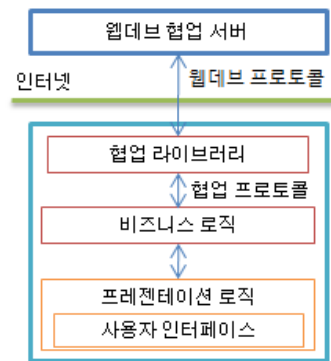 웹데브 협업 서버
인터넷
웹데브 프로토콜
협업 라이브러리
협업 프로토콜
비즈니스 로직
프레젠테이션 로직
사용자 인터페이스